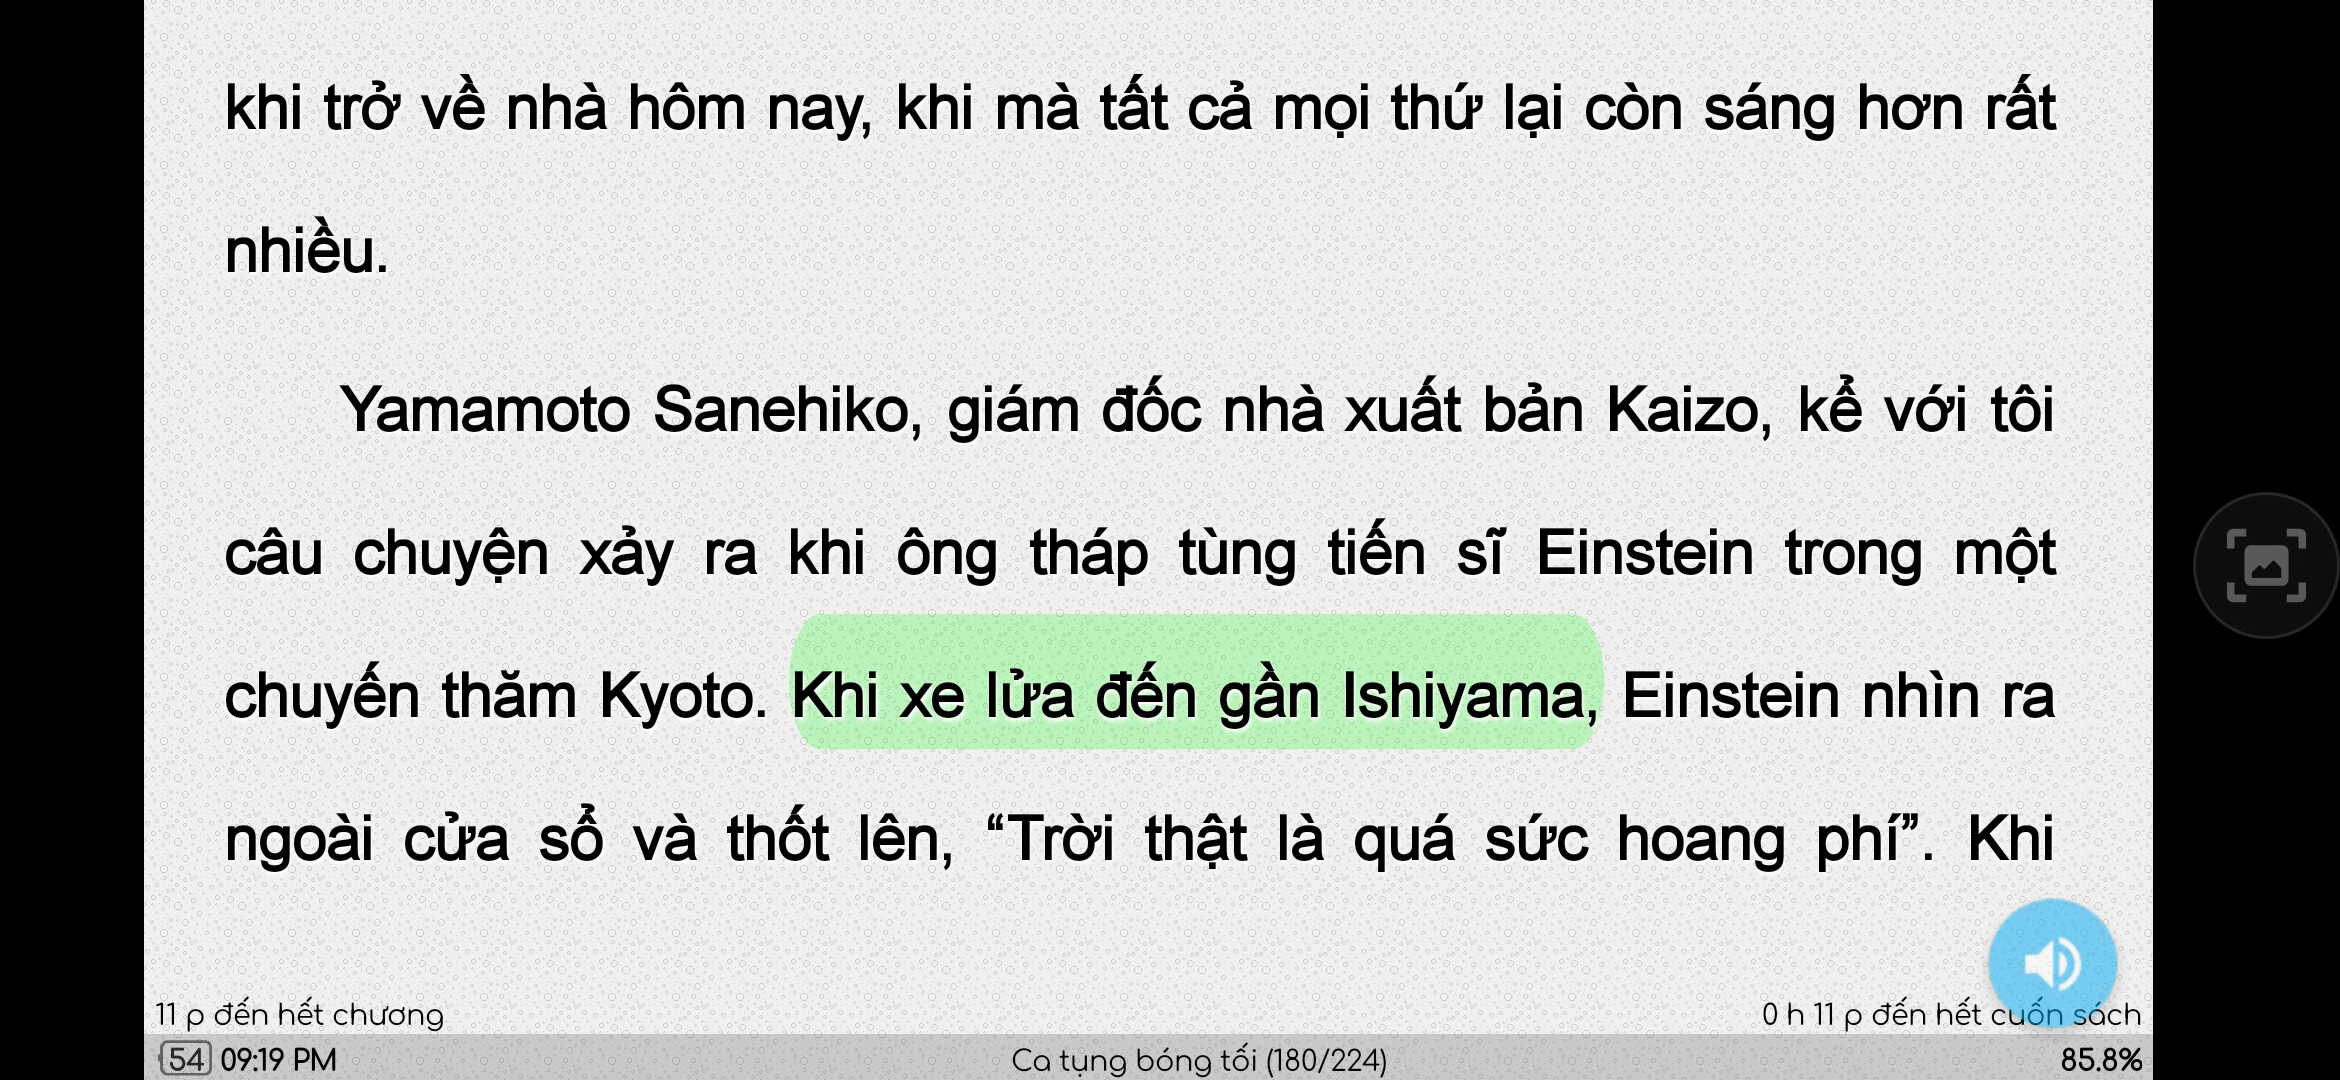 khi trở về nhà hôm nay, khi mà tất cả mọi thứ lại còn sáng hơn rất
nhiều.
Yamamoto Sanehiko, giám đốc nhà xuất bản Kaizo, kể với tôi
câu chuyện xảy ra khi ông tháp tùng tiến sĩ Einstein trong một
chuyến thăm Kyoto. Khi xe lửa đến gần Ishiyama, Einstein nhìn ra
ngoài cửa sổ và thốt lên, “Trời thật là quá sức hoang phí”. Khi
11 p đến hết chương
0 h 11 p đến hết cuốn sách
54 09:19 PM
Ca tụng bóng tối (180/224)
85.8%